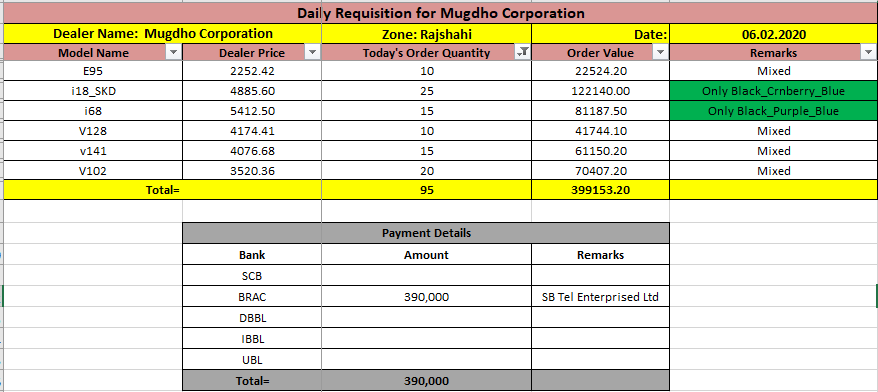 Daily Requisition for Mugdho Corporation
Dealer Name: Mugdho Corporation Zone: Rajshahi Date: 06.02.2020
Model Name Dealer Price Today's Order Quantity Order Value Remarks
E95 2252.42 10 22524.20 Mixed
i18_SKD 4885.60 25 122140.00 Only Black_Crnberry_Blue
i68 5412.50 15 81187.50 Only Black_Purple_Blue
V128 4174.41 10 41744.10 Mixed
v141 4076.68 15 61150.20 Mixed
V102 3520.36 20 70407.20 Mixed
Total= 95 399153.20
Payment Details
Bank Amount Remarks
SCB
BRAC 390,000 SB Tel Enterprised Ltd
DBBL
IBBL
UBL
Total= 390,000